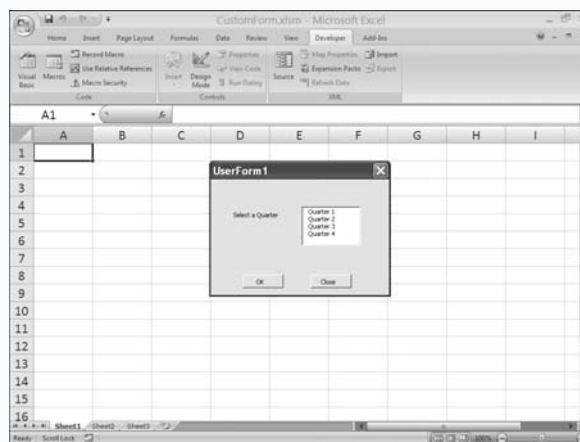 CustomForm.xlsm - Microsoft Excel
Home Insert Page Layout Formulas Data Review View Developer Add-Ins
Visual Basic
Macros
Record Macro
Use Relative References
Macro Security
Code
Insert
Design Mode
Properties
View Code
Run Dialog
Controls
Source
Map Properties
Expansion Packs
Refresh Data
Import
Export
XML
A1 fx
A B C D E F G H I
1
2
3
4
5
6
7
8
9
10
11
12
13
14
15
16
UserForm1
Select a Quarter
Quarter 1
Quarter 2
Quarter 3
Quarter 4
OK Close
Sheet1 Sheet2 Sheet3
Ready Scroll Lock 100%